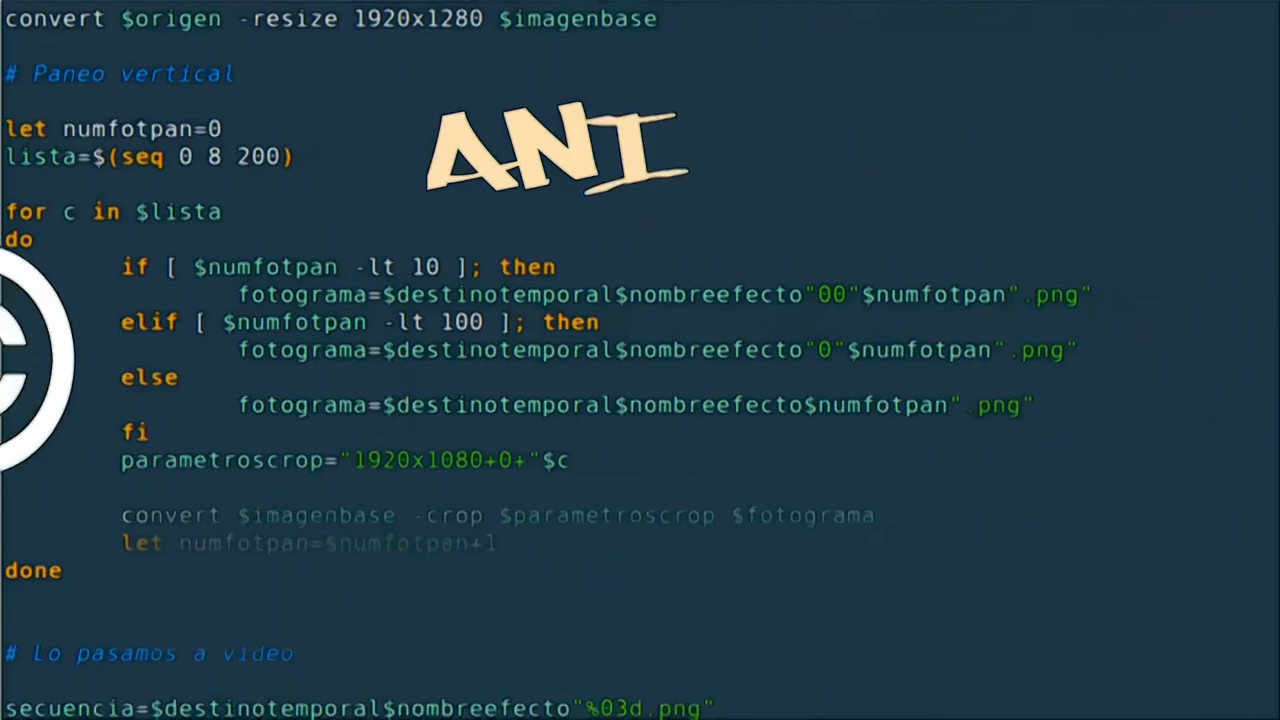 convert $origen -resize 1920x1280 $imagenbase
# Paneo vertical
ANI
let numfotpan=0
lista=$(seq 0 8 200)
for c in $lista
do
if [ $numfotpan -lt 10 ]; then
fotograma=$destinotemporal$nombreefecto"00"$numfotpan".png"
elif [ $numfotpan -lt 100 ]; then
fotograma=$destinotemporal$nombreefecto"0"$numfotpan".png"
else
fotograma=$destinotemporal$nombreefecto$numfotpan".png"
fi
parametroscrop="1920x1080+0+"$c
convert $imagenbase -crop $parametroscrop $fotograma
let numfotpan=$numfotpan+1
done
# Lo pasamos a video
secuencia=$destinotemporal$nombreefecto"%03d.png"